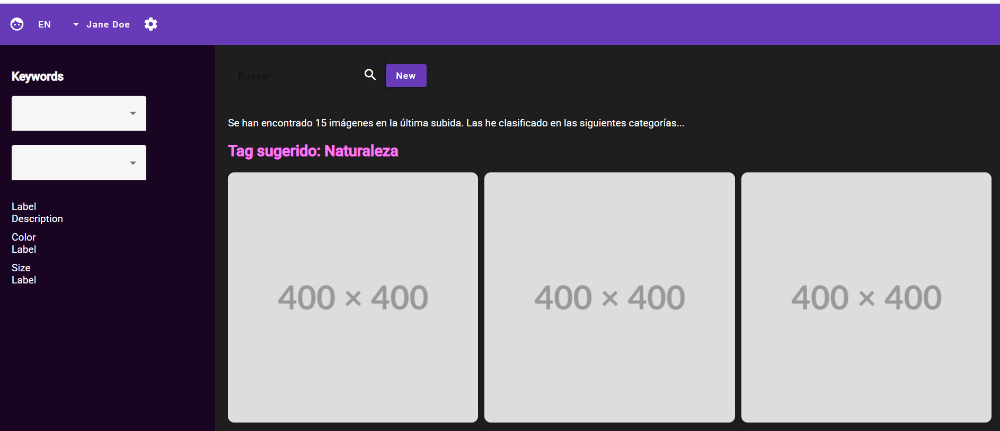 EN
Jane Doe
Keywords
Label
Description
Color
Label
Size
Label
Buscar
New
Se han encontrado 15 imágenes en la última subida. Las he clasificado en las siguientes categorías...
Tag sugerido: Naturaleza
400 × 400
400 × 400
400 × 400